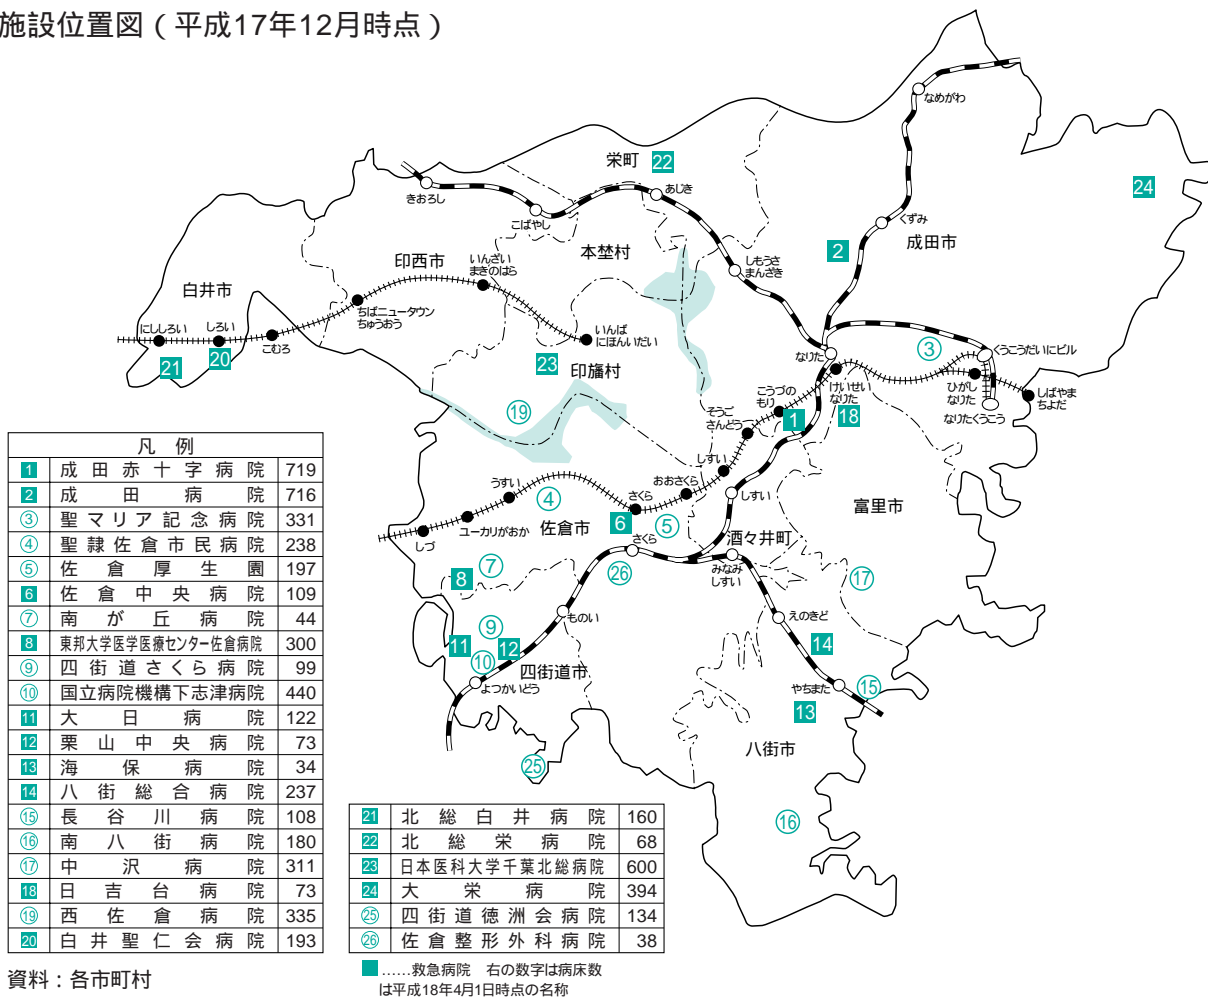 施設位置図（平成17年12月時点）
なめがわ
栄町 22
24
きおろし
あじき
こばやし
くずみ
成田市
2
本埜村
しもうさ
まんざき
印西市
いんざい
まきのはら
白井市
ちばニュータウン
ちゅうおう
にししろい
しろい
こむろ
いんば
にほんいだい
21
20
23
印旛村
なりた
③
くうこうだいにビル
けいせい
なりた
ひがし
なりた
しばやま
ちよだ
なりたくうこう
こうづの
もり
1
18
⑲
そうご
さんどう
しすい
おおさくら
しすい
うすい
④
さくら
富里市
佐倉市
6
⑤
しづ
ユーカリがおか
さくら
酒々井町
みなみ
しすい
⑦
8
㉖
⑰
ものい
えのきど
⑨
11
12
14
⑩
四街道市
よつかいどう
やちまた
⑮
13
八街市
㉕
⑯
凡例
1 成田赤十字病院 719
2 成田病院 716
③ 聖マリア記念病院 331
④ 聖隷佐倉市民病院 238
⑤ 佐倉厚生園 197
6 佐倉中央病院 109
⑦ 南が丘病院 44
8 東邦大学医学医療センター佐倉病院 300
⑨ 四街道さくら病院 99
⑩ 国立病院機構下志津病院 440
11 大日病院 122
12 栗山中央病院 73
13 海保病院 34
14 八街総合病院 237
⑮ 長谷川病院 108
⑯ 南八街病院 180
⑰ 中沢病院 311
18 日吉台病院 73
⑲ 西佐倉病院 335
20 白井聖仁会病院 193
21 北総白井病院 160
22 北総栄病院 68
23 日本医科大学千葉北総病院 600
24 大栄病院 394
㉕ 四街道徳洲会病院 134
㉖ 佐倉整形外科病院 38
資料：各市町村
■……救急病院　右の数字は病床数
は平成18年4月1日時点の名称